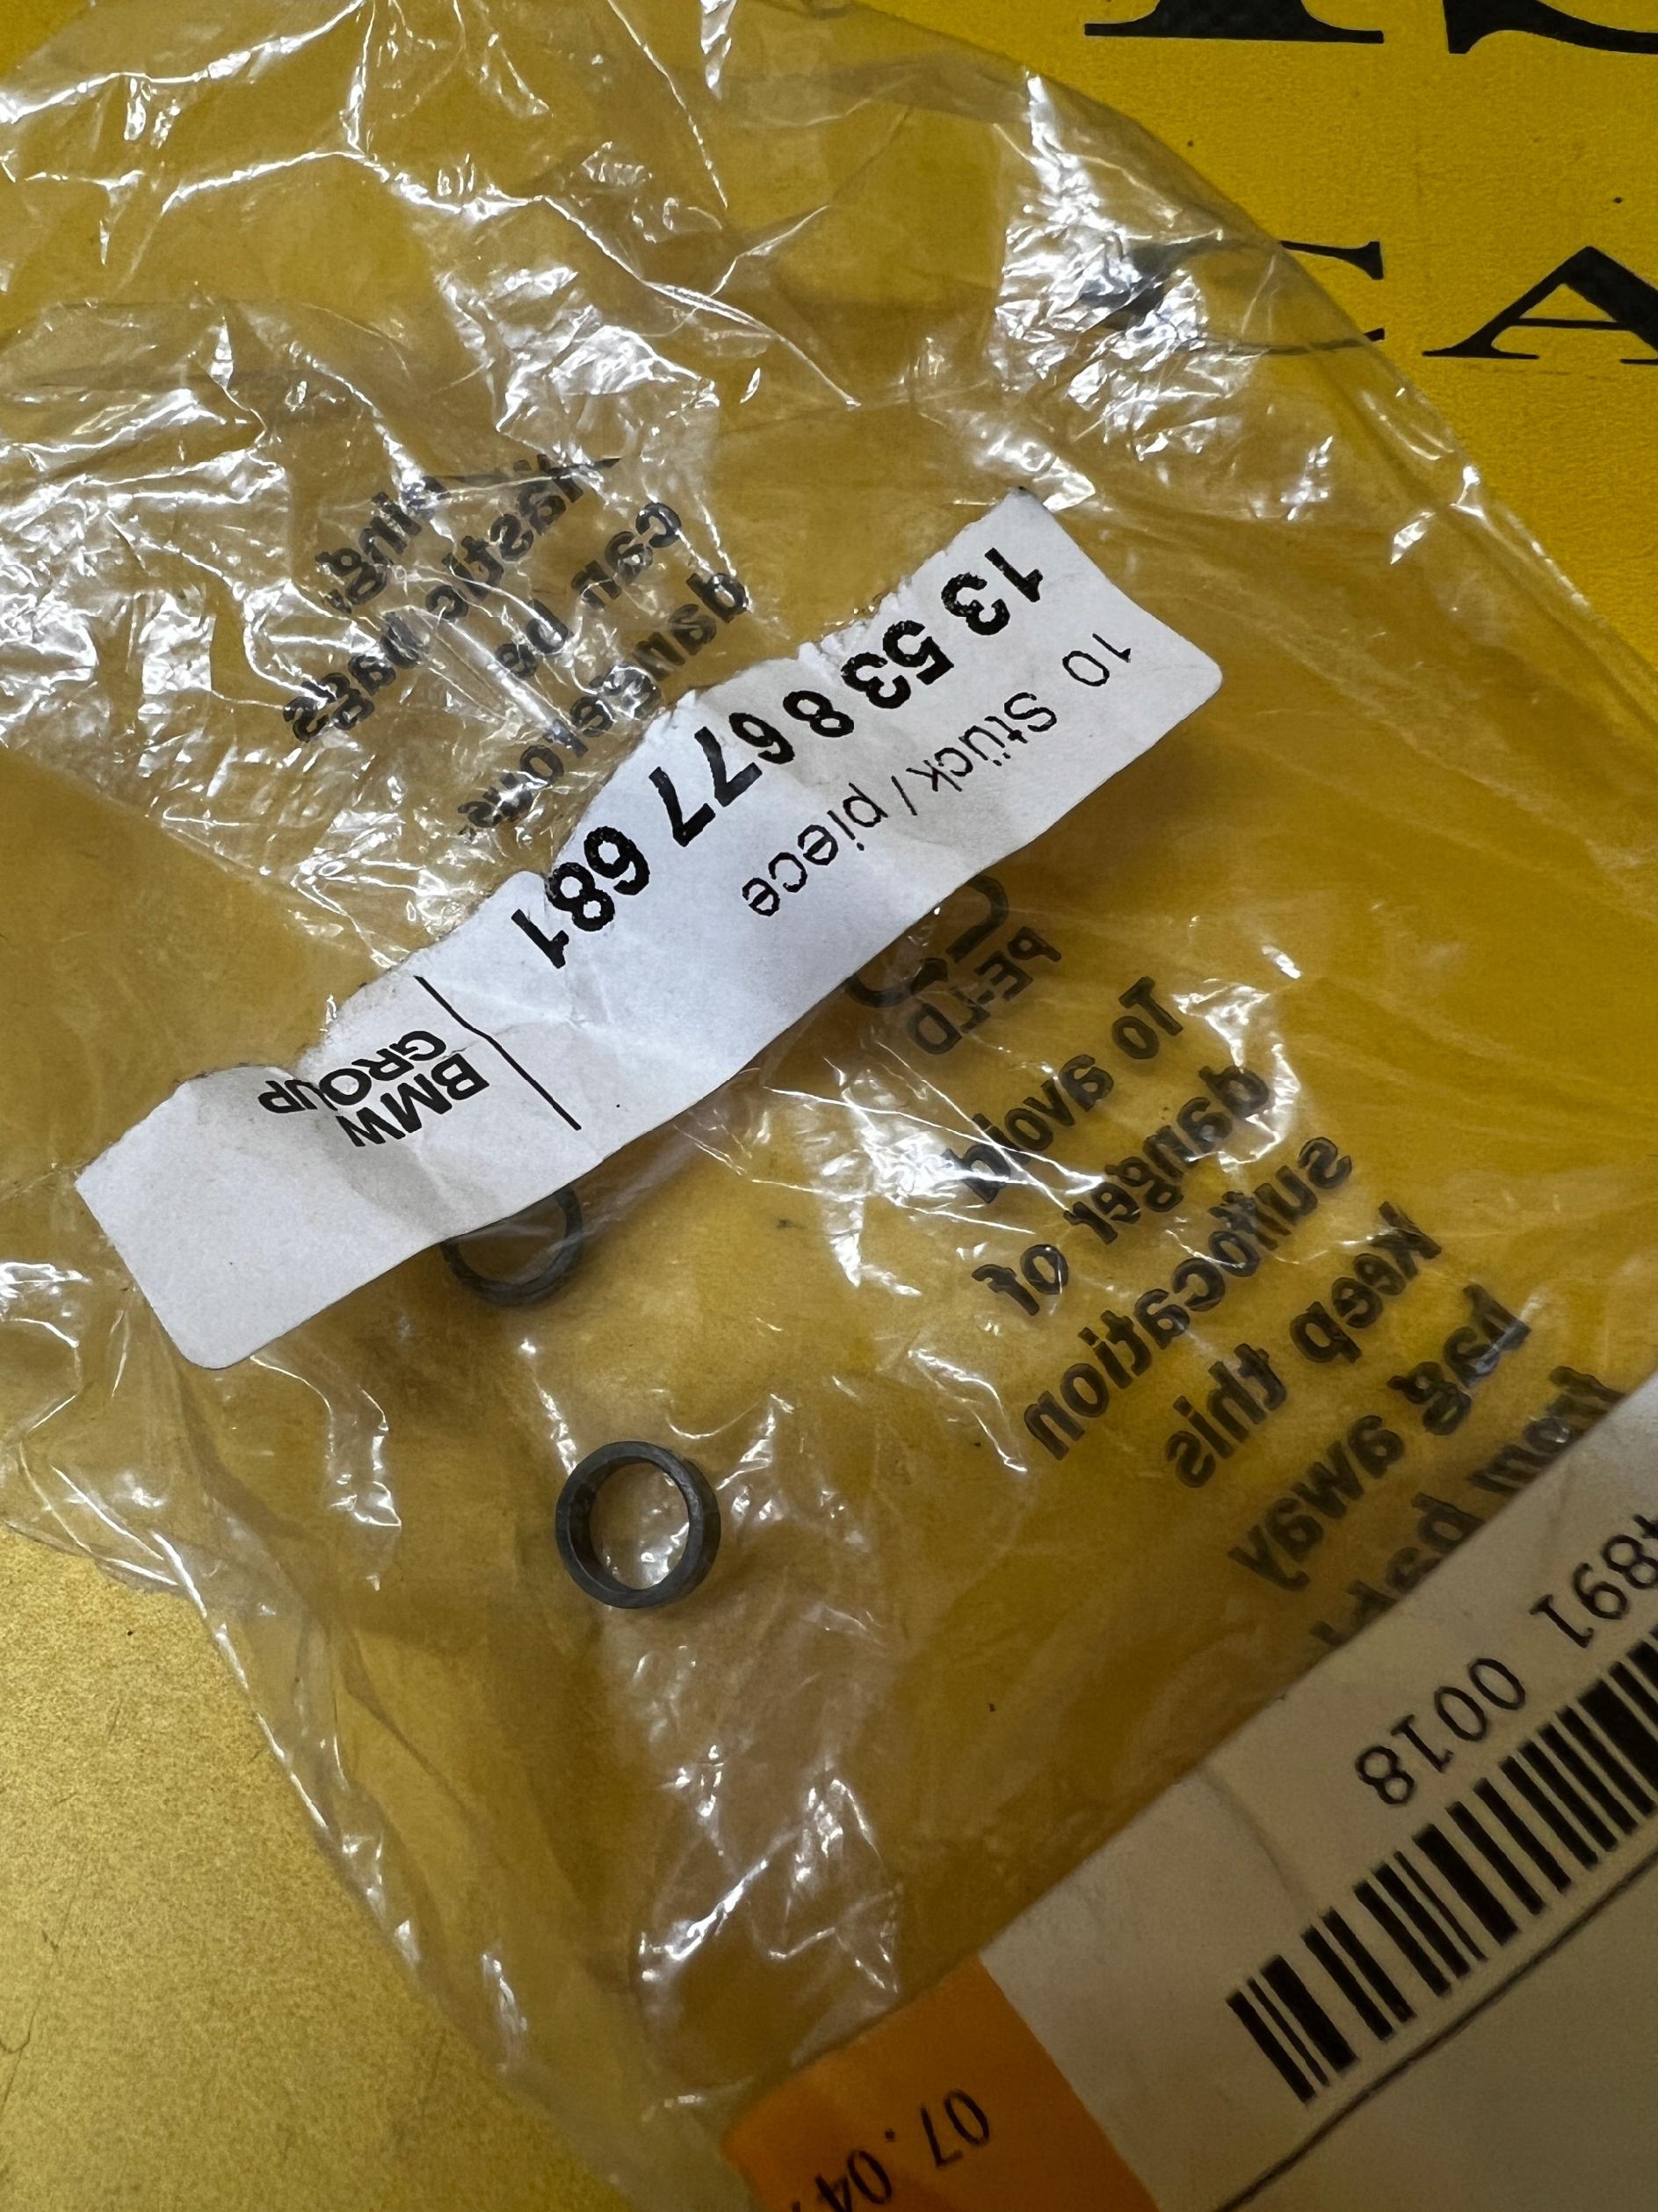 13 53 8 677 681
10 Stück / piece
BMW
GROUP
plastic bags
can be
PE-LD
To avoid
danger of
suffocation
keep this
bag away
0018
07.04.